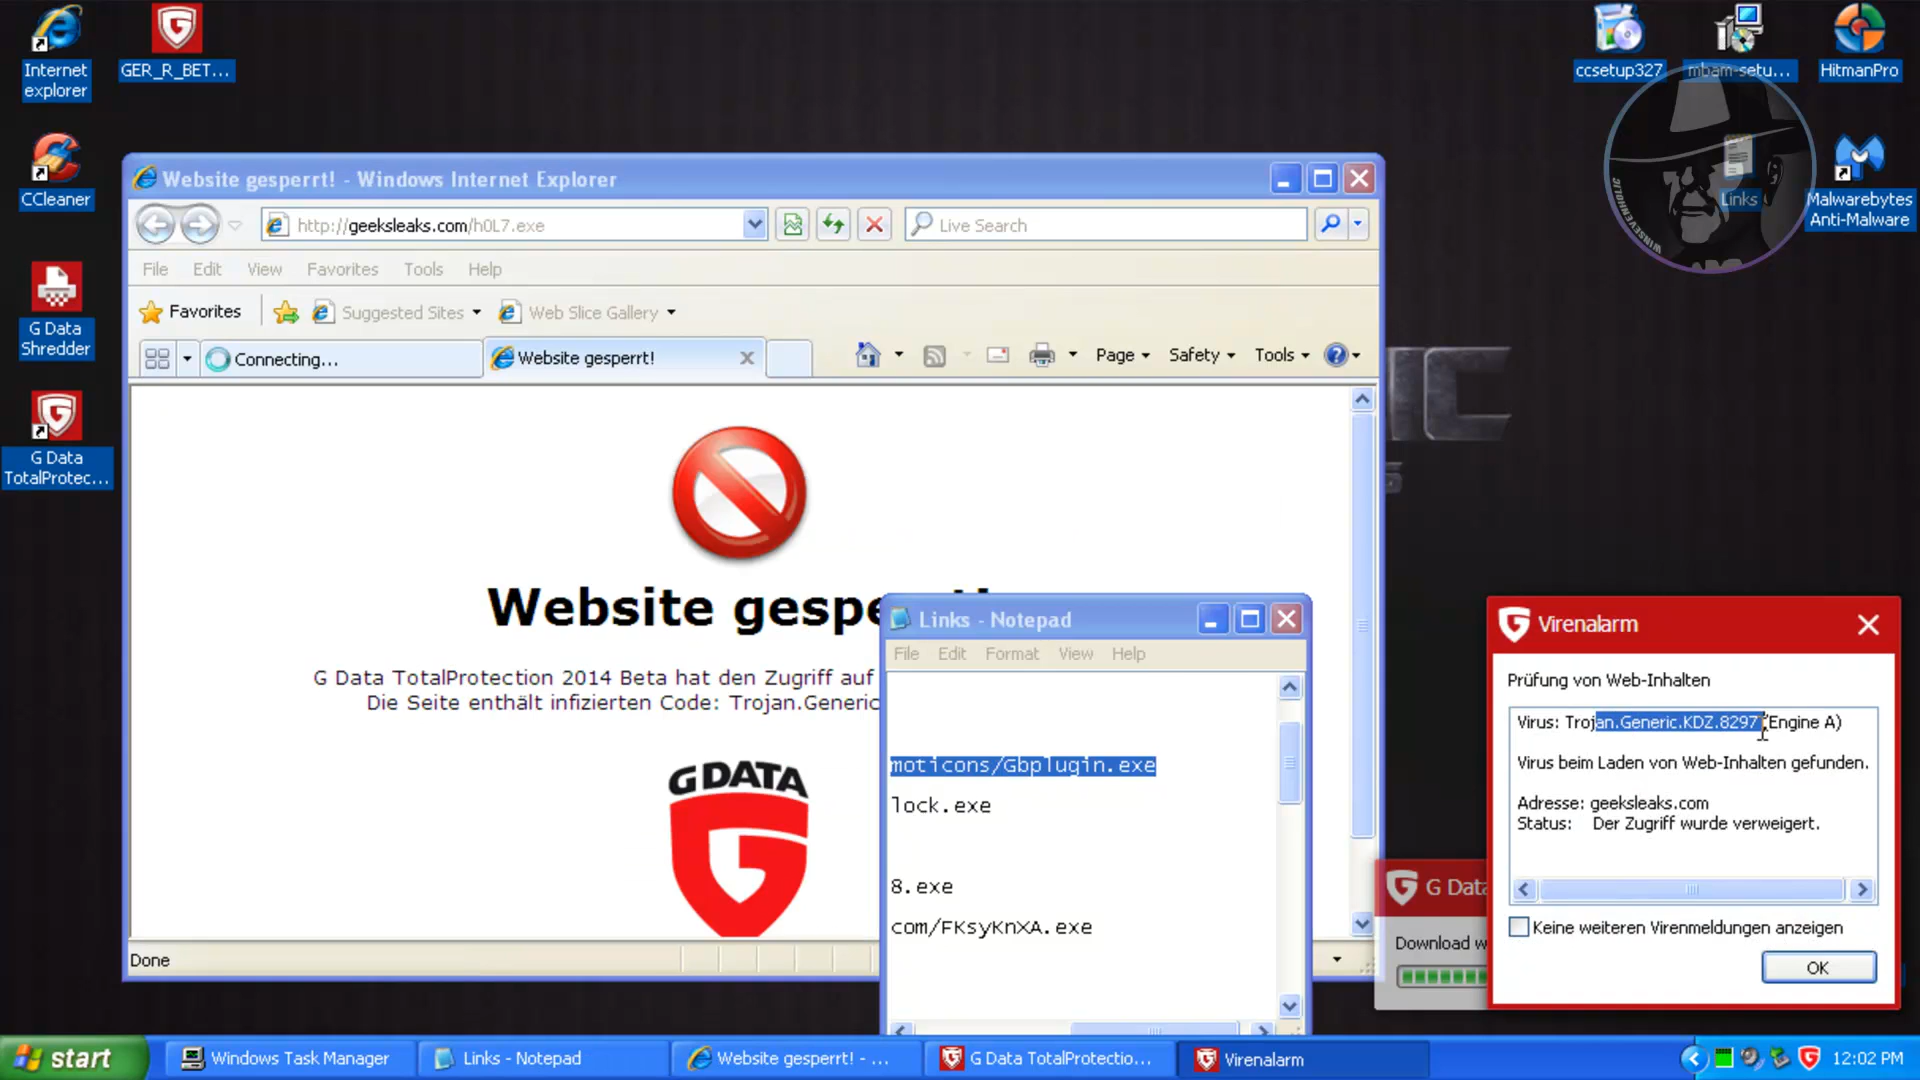 Internet
explorer
GER_R_BET...
ccsetup327
mbam-setu...
HitmanPro
CCleaner
Links
Malwarebytes
Anti-Malware
WINSEVENHOLIC
G Data
Shredder
G Data
TotalProtec...
Website gesperrt! - Windows Internet Explorer
http://geeksleaks.com/h0L7.exe
Live Search
File Edit View Favorites Tools Help
Favorites
Suggested Sites
Web Slice Gallery
Connecting...
Website gesperrt!
Page
Safety
Tools
Website gespe
G Data TotalProtection 2014 Beta hat den Zugriff auf
Die Seite enthält infizierten Code: Trojan.Generic
G DATA
Done
Links - Notepad
File Edit Format View Help
moticons/Gbplugin.exe
lock.exe
8.exe
com/FKsyKnXA.exe
G Data
Download w
Virenalarm
Prüfung von Web-Inhalten
Virus: Trojan.Generic.KDZ.8297 (Engine A)
Virus beim Laden von Web-Inhalten gefunden.
Adresse: geeksleaks.com
Status: Der Zugriff wurde verweigert.
Keine weiteren Virenmeldungen anzeigen
OK
start
Windows Task Manager
Links - Notepad
Website gesperrt! - ...
G Data TotalProtectio...
Virenalarm
12:02 PM